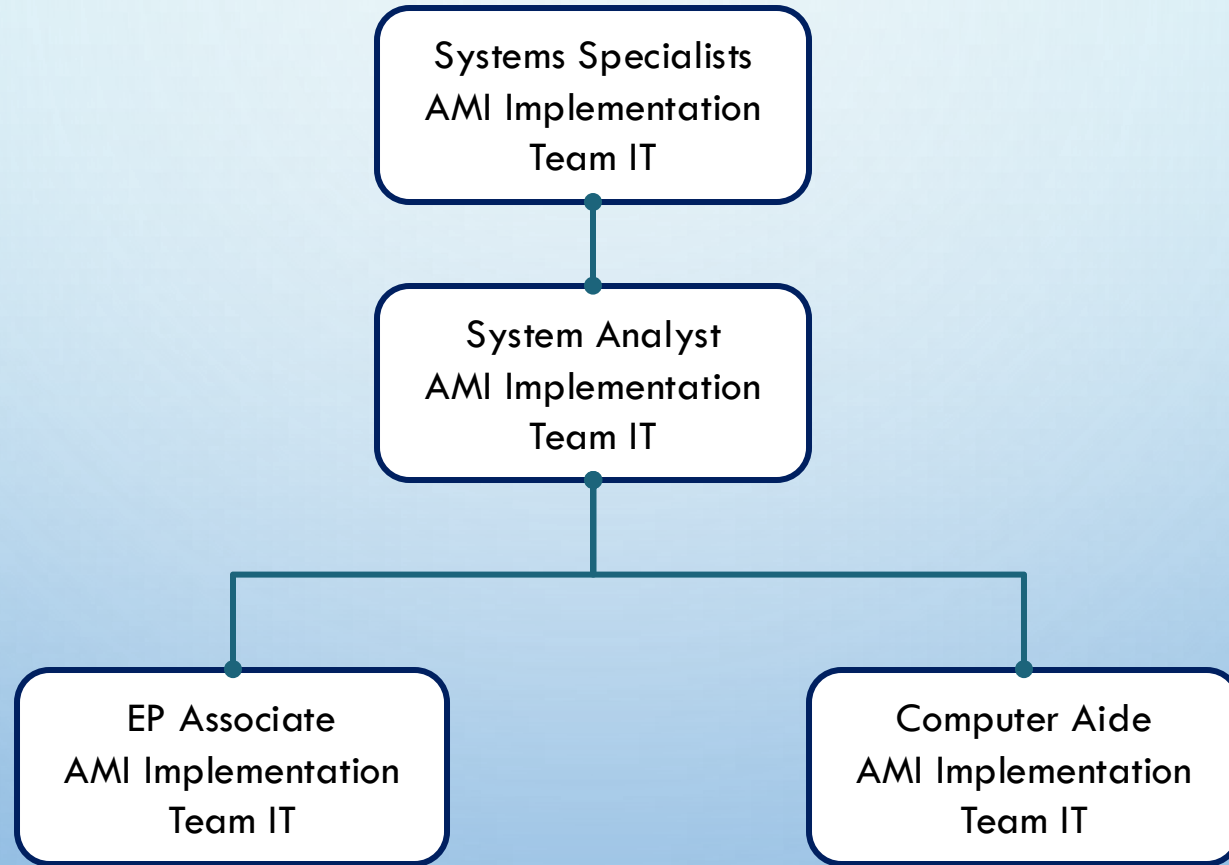 Systems Specialists
AMI Implementation
Team IT
System Analyst
AMI Implementation
Team IT
EP Associate
AMI Implementation
Team IT
Computer Aide
AMI Implementation
Team IT